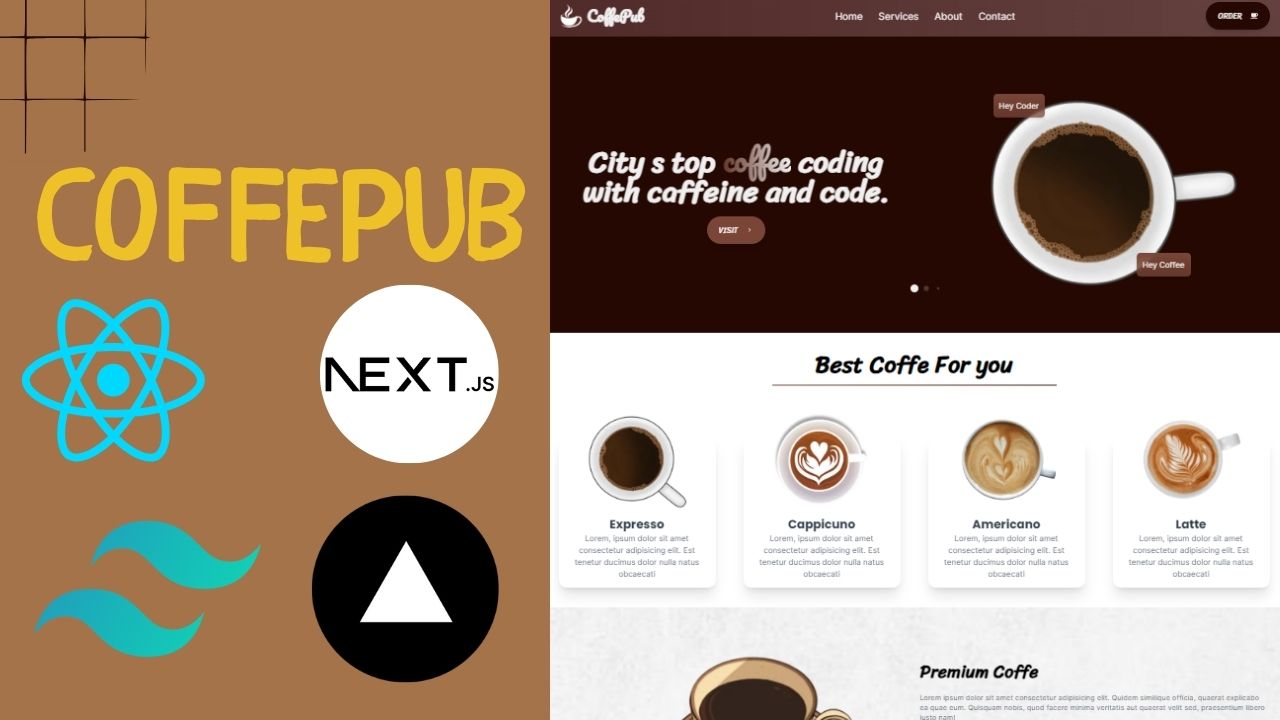 COFFEPUB
NEXT.JS
CoffePub
Home Services About Contact
ORDER
Hey Coder
City s top coffee coding
with caffeine and code.
VISIT
Hey Coffee
Best Coffe For you
Expresso
Lorem, ipsum dolor sit amet
consectetur adipisicing elit. Est
tenetur ducimus dolor nulla natus
obcaecati
Cappicuno
Lorem, ipsum dolor sit amet
consectetur adipisicing elit. Est
tenetur ducimus dolor nulla natus
obcaecati
Americano
Lorem, ipsum dolor sit amet
consectetur adipisicing elit. Est
tenetur ducimus dolor nulla natus
obcaecati
Latte
Lorem, ipsum dolor sit amet
consectetur adipisicing elit. Est
tenetur ducimus dolor nulla natus
obcaecati
Premium Coffe
Lorem ipsum dolor sit amet consectetur adipisicing elit. Quidem similique officia, quaerat explicabo
ea quae eum. Quisquam nobis, quod facere minima veritatis aut quaerat velit sed, praesentium libero
iusto nam!